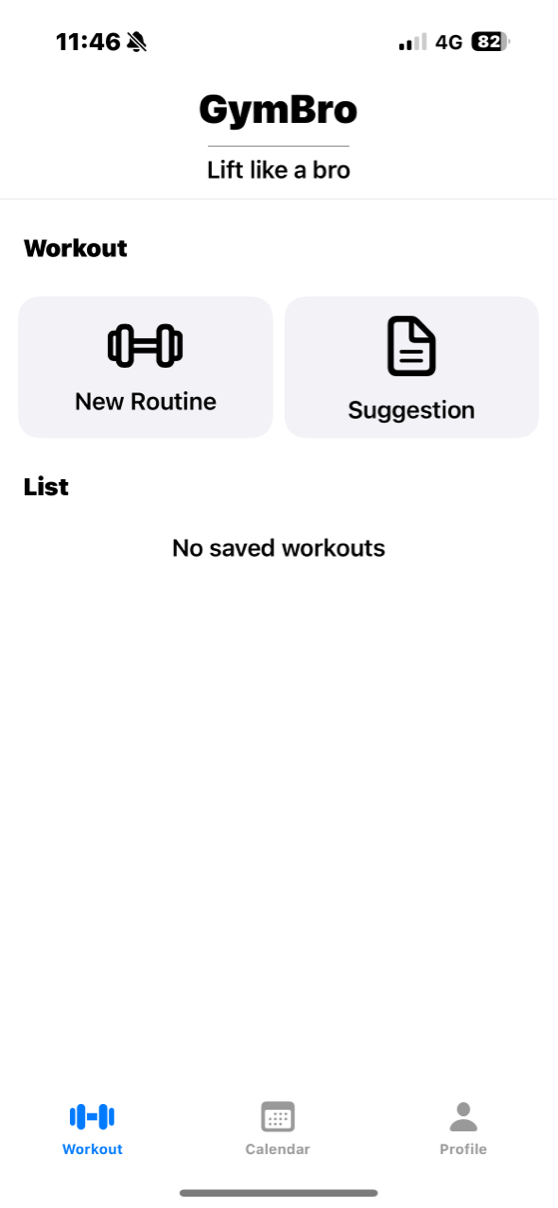 11:46
4G 82
GymBro
Lift like a bro
Workout
New Routine
Suggestion
List
No saved workouts
Workout Calendar Profile